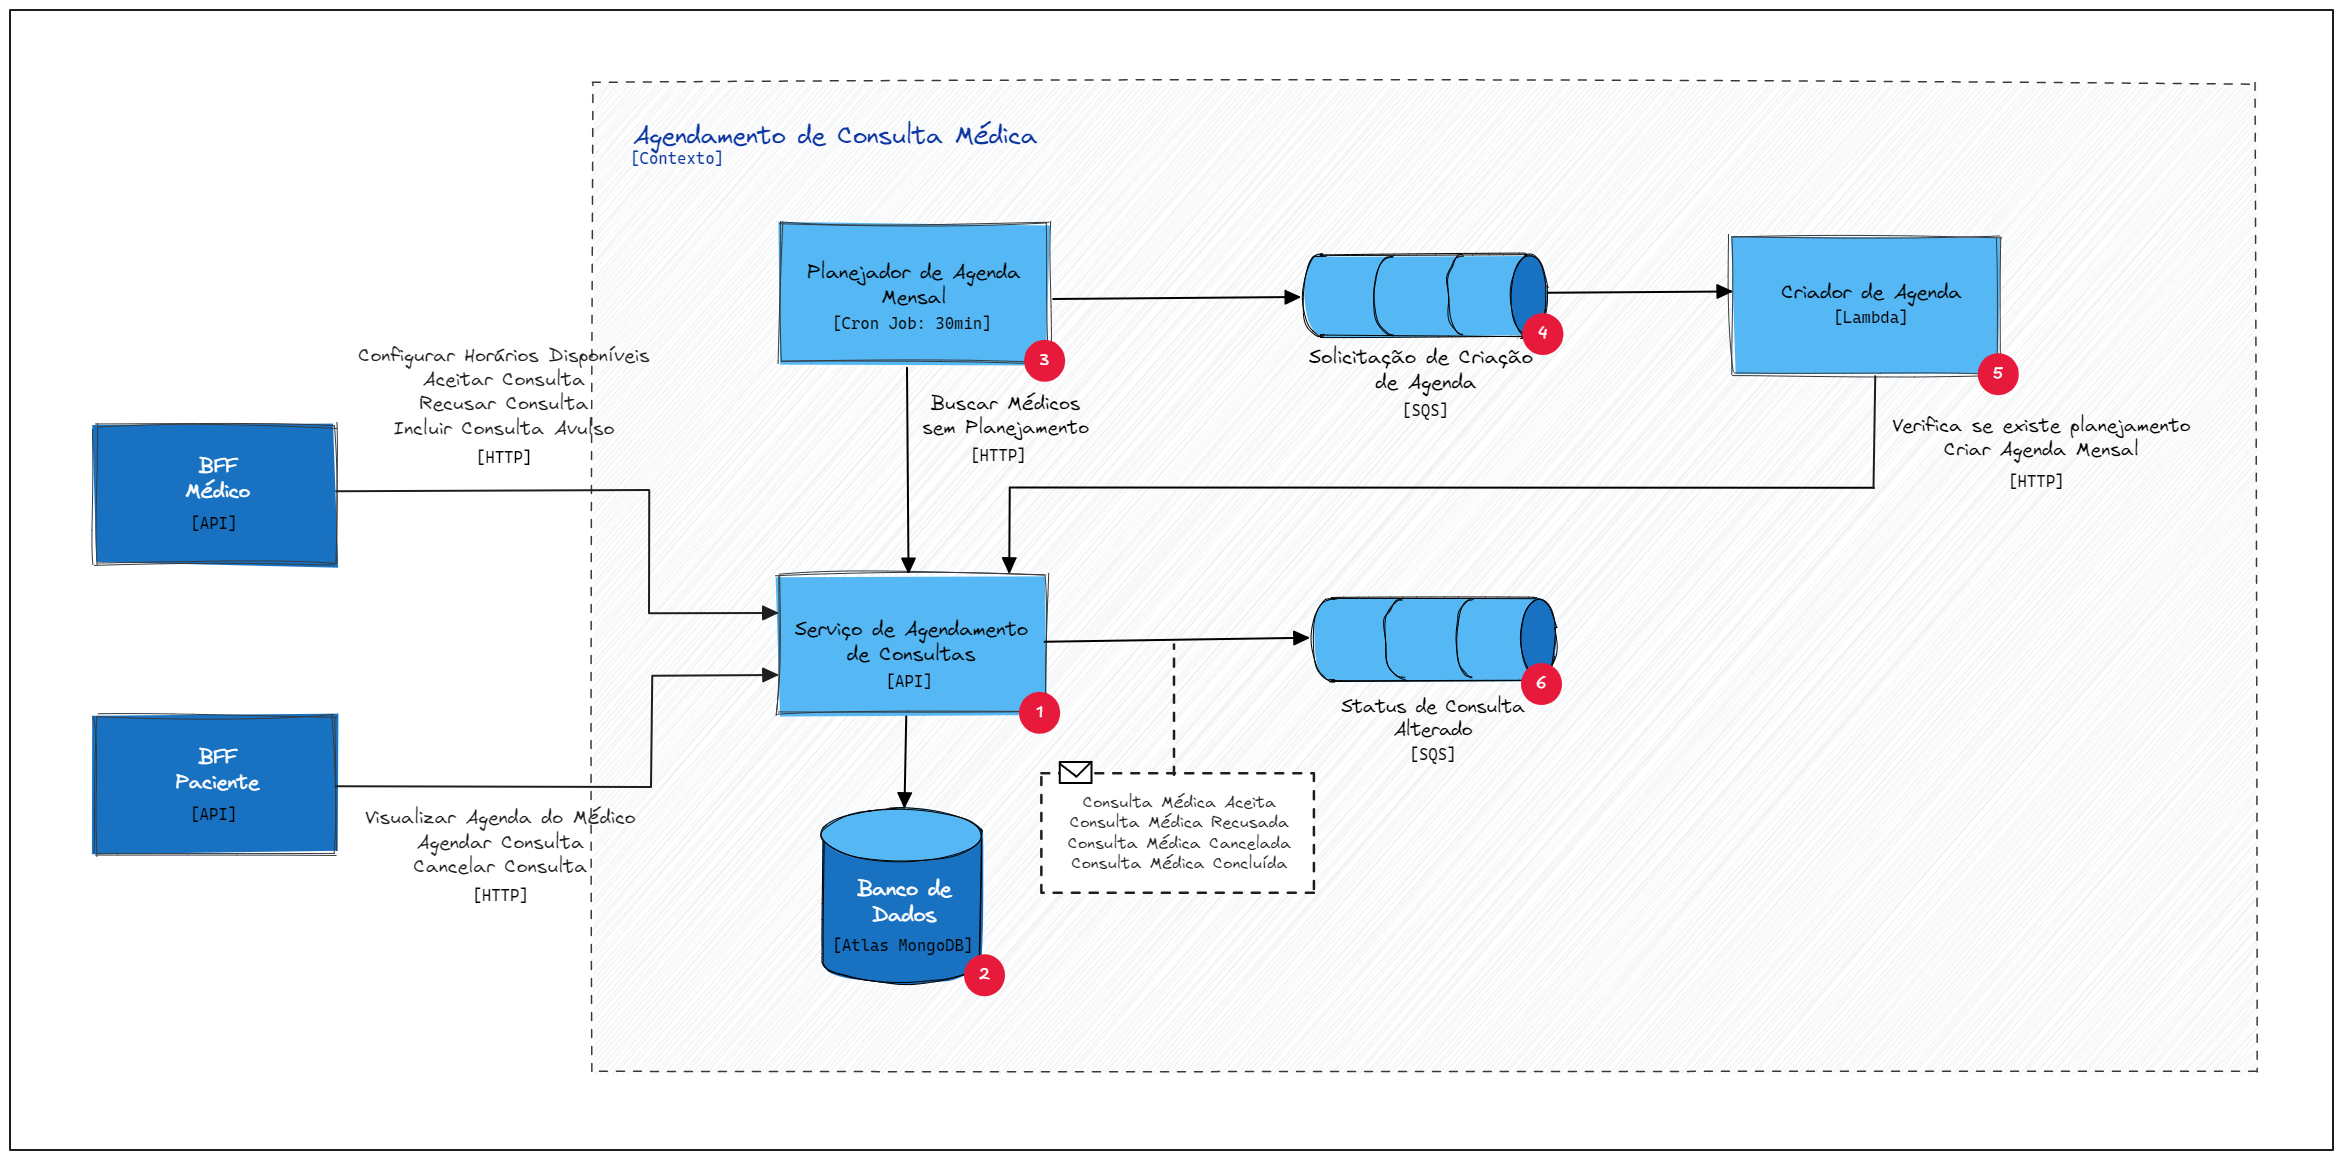 Agendamento de Consulta Médica
[Contexto]
Planejador de Agenda
Mensal
[Cron Job: 30min]
3
4
Solicitação de Criação
de Agenda
[SQS]
Criador de Agenda
[Lambda]
5
Configurar Horários Disponíveis
Aceitar Consulta
Recusar Consulta
Incluir Consulta Avulso
[HTTP]
Buscar Médicos
sem Planejamento
[HTTP]
Verifica se existe planejamento
Criar Agenda Mensal
[HTTP]
BFF
Médico
[API]
Serviço de Agendamento
de Consultas
[API]
1
6
Status de Consulta
Alterado
[SQS]
BFF
Paciente
[API]
Visualizar Agenda do Médico
Agendar Consulta
Cancelar Consulta
[HTTP]
Consulta Médica Aceita
Consulta Médica Recusada
Consulta Médica Cancelada
Consulta Médica Concluída
Banco de
Dados
[Atlas MongoDB]
2